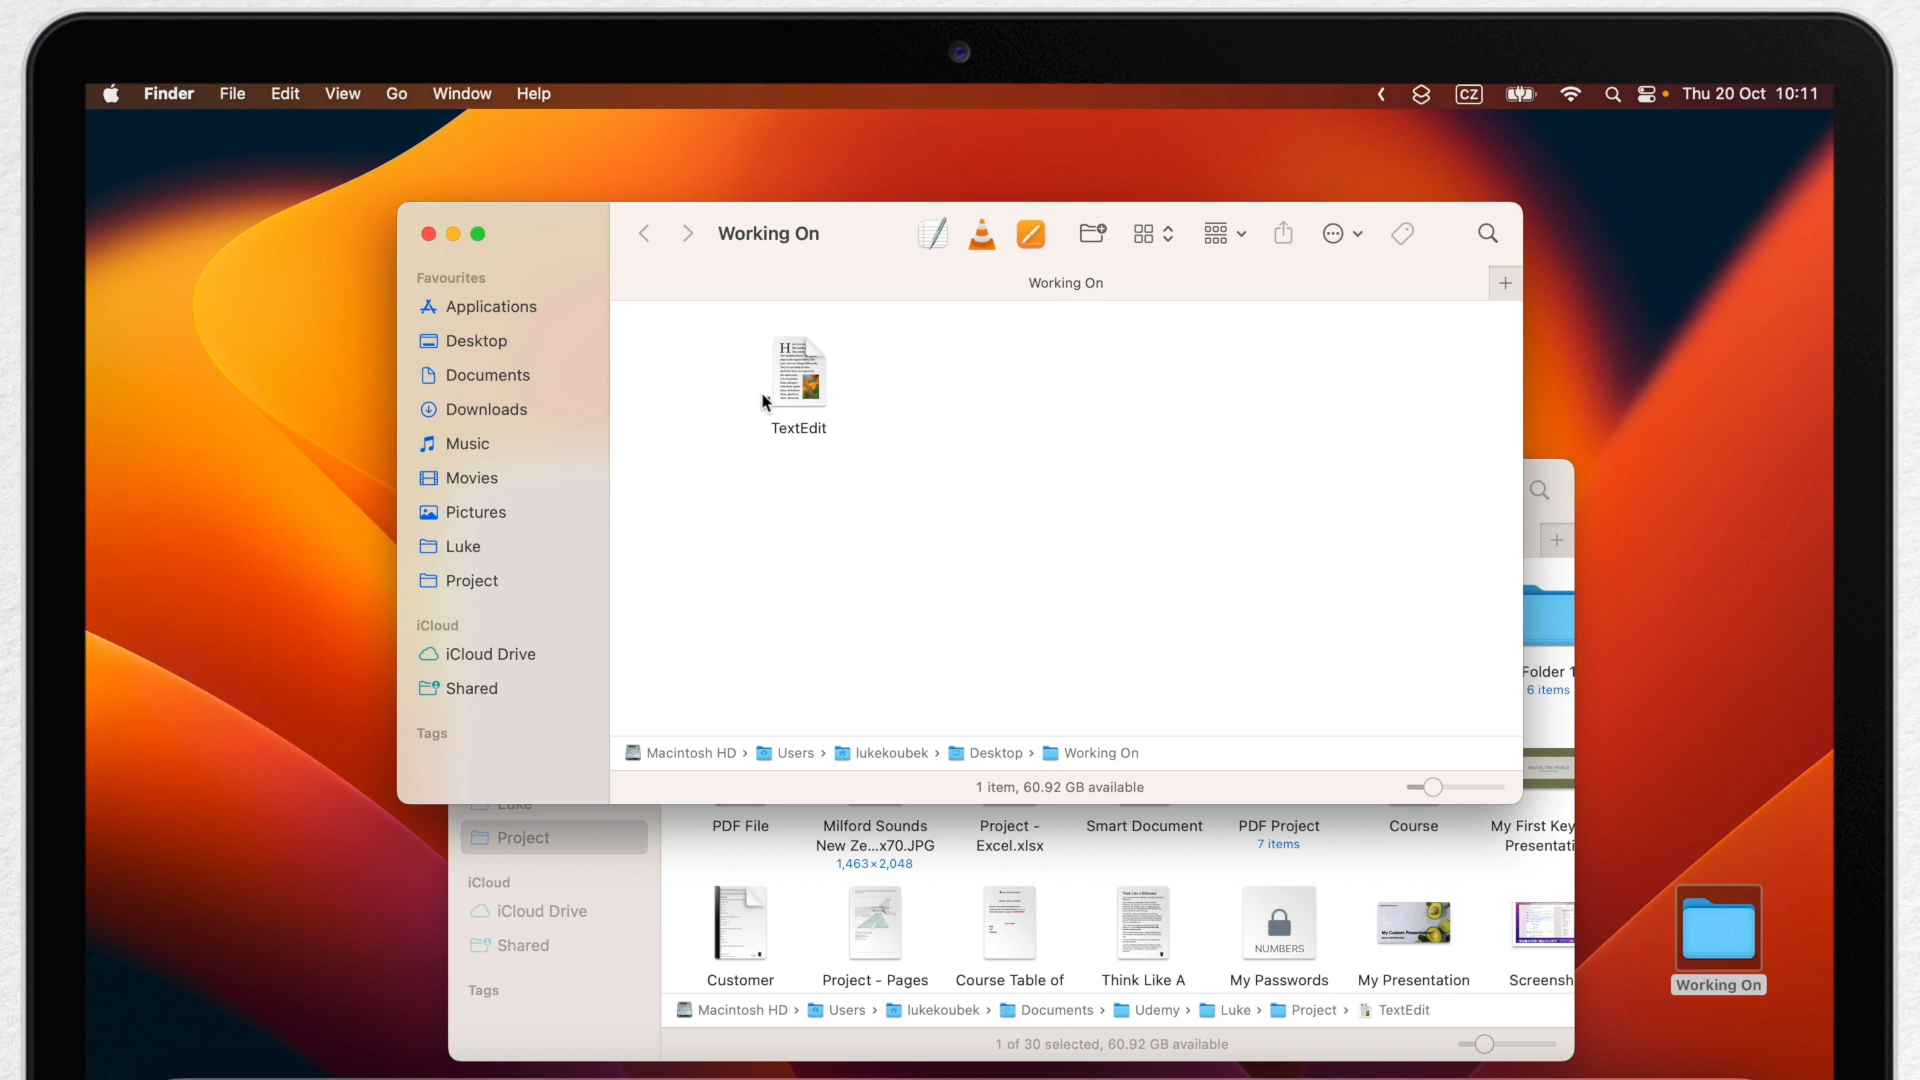 Finder File Edit View Go Window Help
CZ
Thu 20 Oct 10:11
Working On
Working On
Favourites
Applications
Desktop
Documents
Downloads
Music
Movies
Pictures
Luke
Project
iCloud
iCloud Drive
Shared
Tags
TextEdit
Macintosh HD › Users › lukekoubek › Desktop › Working On
1 item, 60.92 GB available
Folder 1
6 items
Luke
Project
iCloud
iCloud Drive
Shared
Tags
PDF File
Milford Sounds
New Ze...x70.JPG
1,463×2,048
Project -
Excel.xlsx
Smart Document
PDF Project
7 items
Course
My First Key
Presentati
NUMBERS
Customer
Project - Pages
Course Table of
Think Like A
My Passwords
My Presentation
Screensh
Macintosh HD › Users › lukekoubek › Documents › Udemy › Luke › Project › TextEdit
1 of 30 selected, 60.92 GB available
Working On